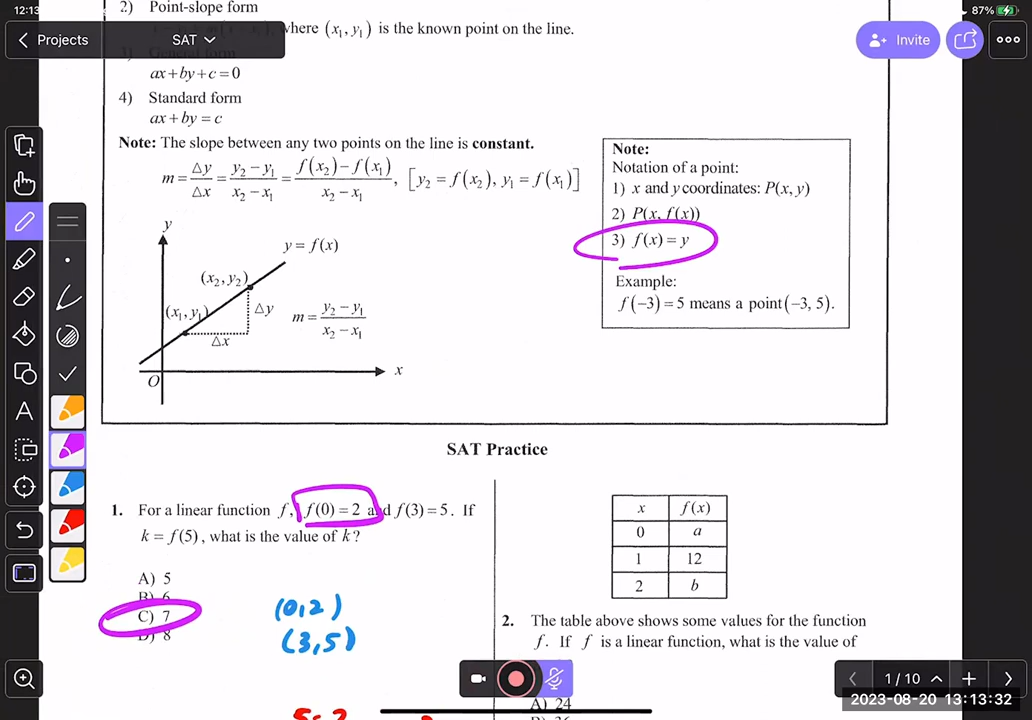 12:13
87%
Projects
SAT
Invite
2) Point-slope form
where (x₁, y₁) is the known point on the line.
3) General form
ax+by+c=0
4) Standard form
ax+by=c
Note: The slope between any two points on the line is constant.
m = Δy/Δx = (y₂−y₁)/(x₂−x₁) = (f(x₂)−f(x₁))/(x₂−x₁), [y₂ = f(x₂), y₁ = f(x₁)]
Note:
Notation of a point:
1) x and y coordinates: P(x, y)
2) P(x, f(x))
3) f(x) = y
Example:
f(−3) = 5 means a point (−3, 5).
y
y = f(x)
(x₂, y₂)
(x₁, y₁)
Δy
m = (y₂−y₁)/(x₂−x₁)
Δx
O
x
SAT Practice
1. For a linear function f, f(0) = 2 and f(3) = 5. If
k = f(5), what is the value of k?
A) 5
B) 6
C) 7
D) 8
(0,2)
(3,5)
x f(x)
0 a
1 12
2 b
2. The table above shows some values for the function
f. If f is a linear function, what is the value of
A) 24
1 / 10
2023-08-20 13:13:32
A